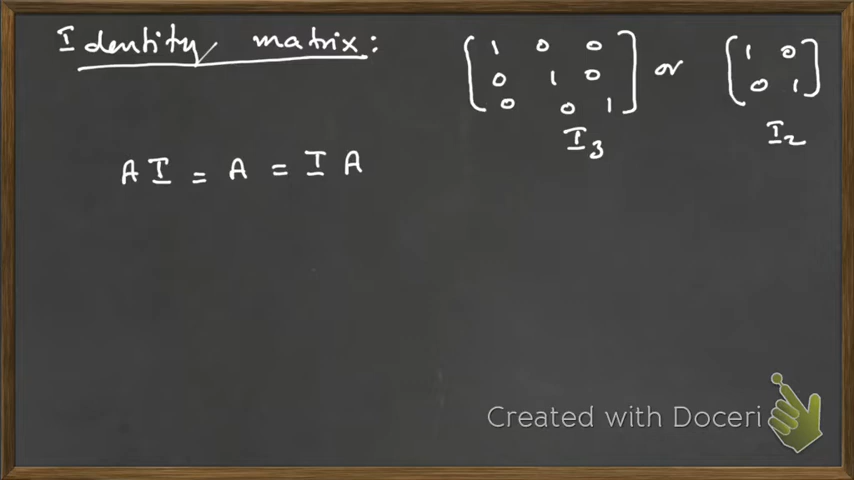 Identity matrix:
[1 0 0
0 1 0
0 0 1] or [1 0
0 1]
I3 I2
AI = A = IA
Created with Doceri